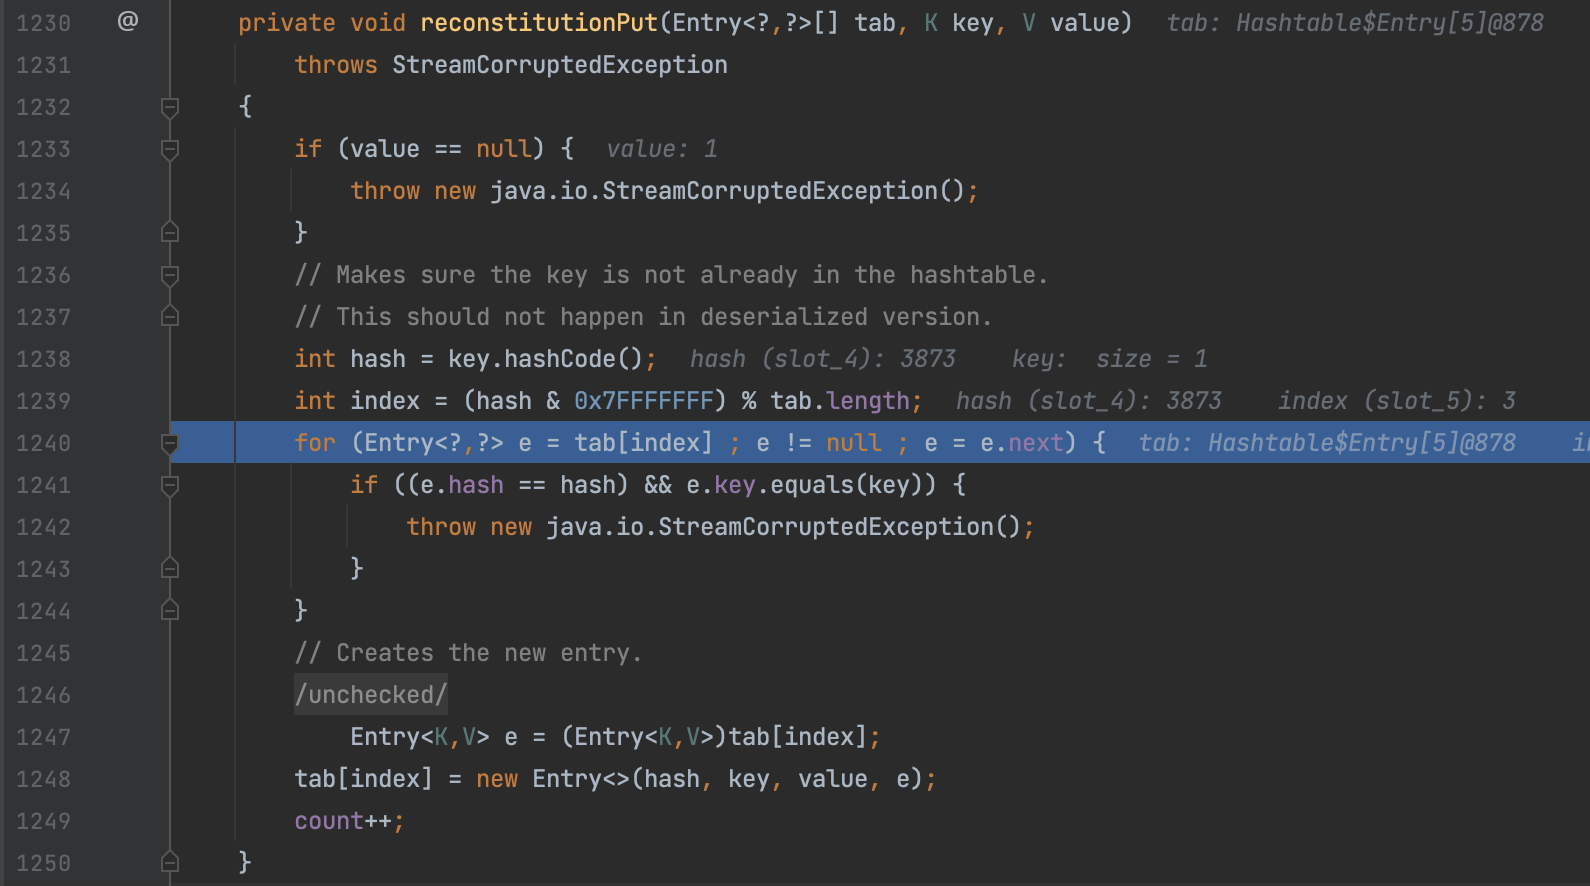 1230 @ private void reconstitutionPut(Entry<?,?>[] tab, K key, V value) tab: Hashtable$Entry[5]@878
1231 throws StreamCorruptedException
1232 {
1233 if (value == null) { value: 1
1234 throw new java.io.StreamCorruptedException();
1235 }
1236 // Makes sure the key is not already in the hashtable.
1237 // This should not happen in deserialized version.
1238 int hash = key.hashCode(); hash (slot_4): 3873 key: size = 1
1239 int index = (hash & 0x7FFFFFFF) % tab.length; hash (slot_4): 3873 index (slot_5): 3
1240 for (Entry<?,?> e = tab[index] ; e != null ; e = e.next) { tab: Hashtable$Entry[5]@878
1241 if ((e.hash == hash) && e.key.equals(key)) {
1242 throw new java.io.StreamCorruptedException();
1243 }
1244 }
1245 // Creates the new entry.
1246 /unchecked/
1247 Entry<K,V> e = (Entry<K,V>)tab[index];
1248 tab[index] = new Entry<>(hash, key, value, e);
1249 count++;
1250 }